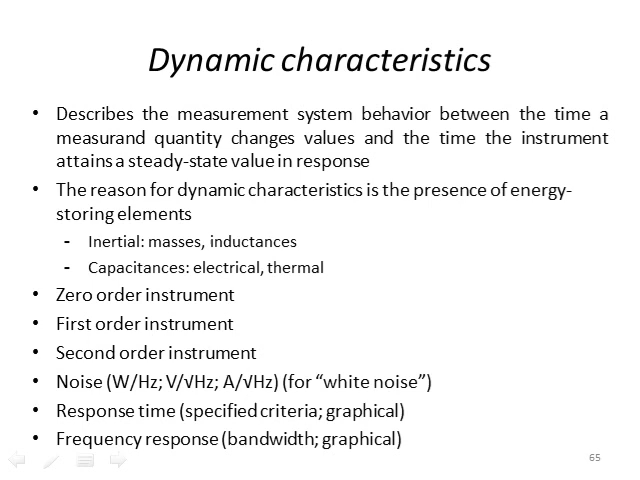 Dynamic characteristics
• Describes the measurement system behavior between the time a
measurand quantity changes values and the time the instrument
attains a steady-state value in response
• The reason for dynamic characteristics is the presence of energy-
storing elements
- Inertial: masses, inductances
- Capacitances: electrical, thermal
• Zero order instrument
• First order instrument
• Second order instrument
• Noise (W/Hz; V/√Hz; A/√Hz) (for “white noise”)
• Response time (specified criteria; graphical)
• Frequency response (bandwidth; graphical)
65